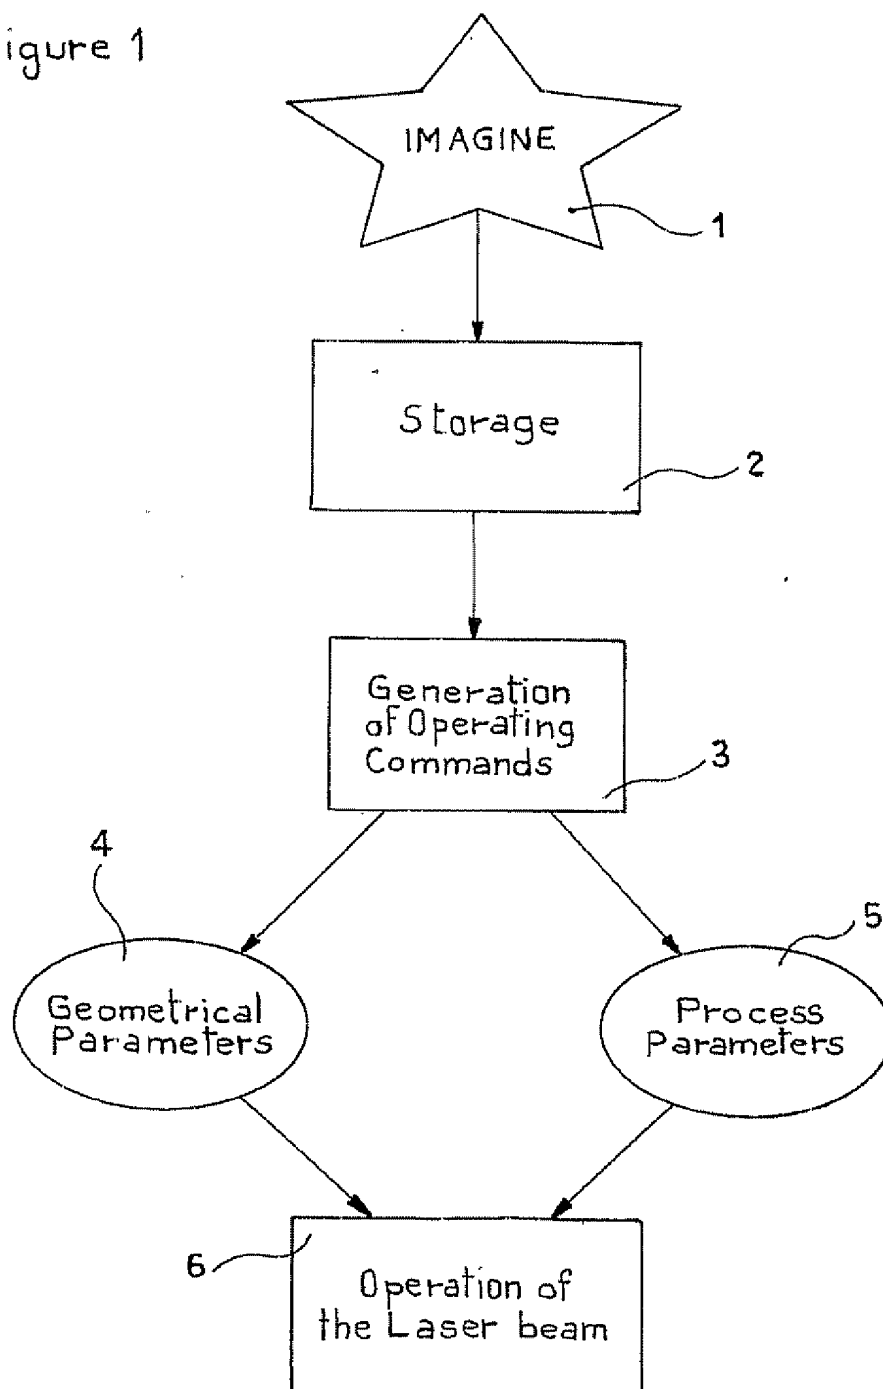 igure 1
IMAGINE
1
Storage
2
Generation
of Operating
Commands
3
4
5
Geometrical
Parameters
Process
Parameters
6
Operation of
the Laser beam